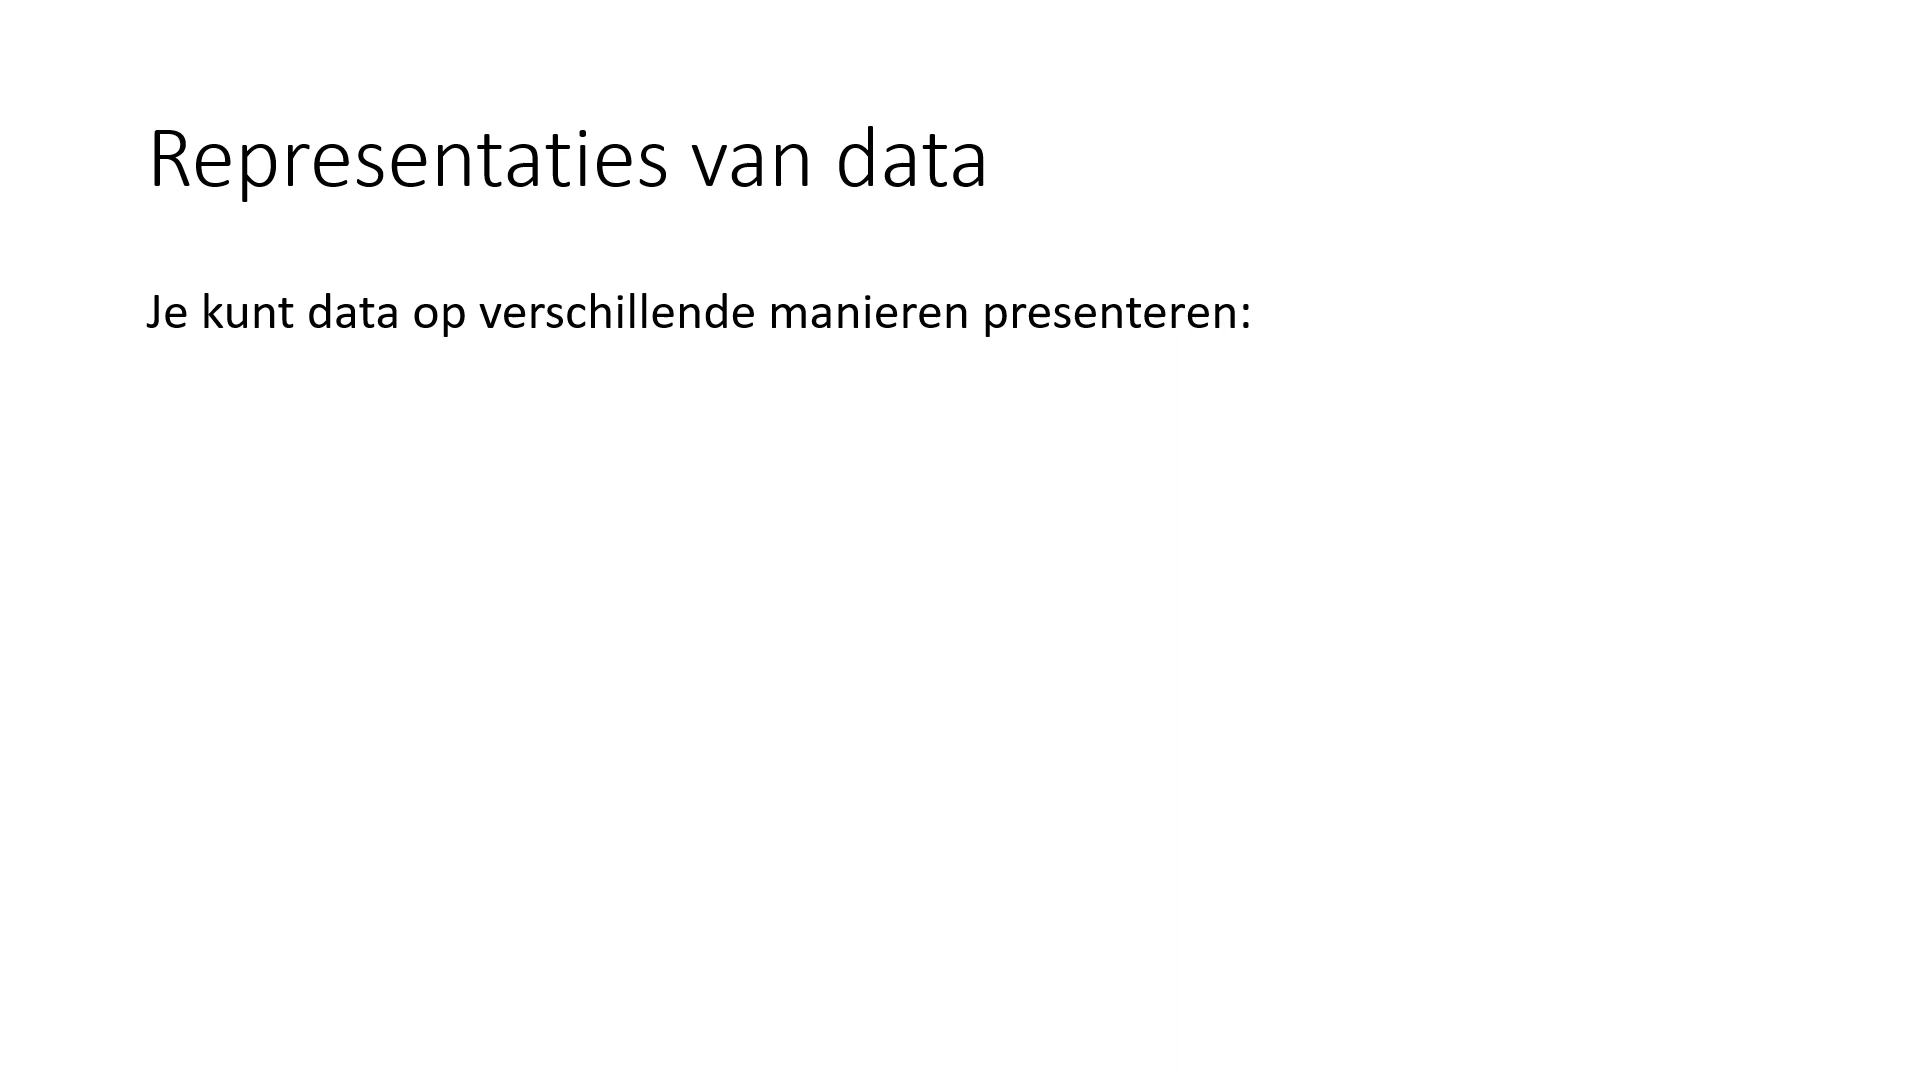 Representaties van data
Je kunt data op verschillende manieren presenteren: